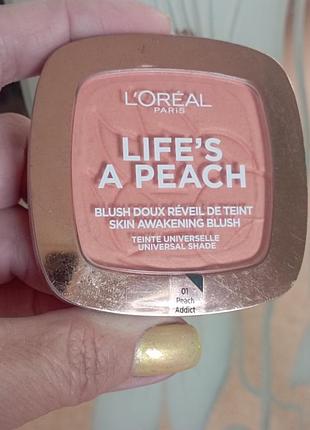 L'ORÉAL
PARIS
LIFE'S
A PEACH
BLUSH DOUX RÉVEIL DE TEINT
SKIN AWAKENING BLUSH
TEINTE UNIVERSELLE
UNIVERSAL SHADE
01
Peach
Addict